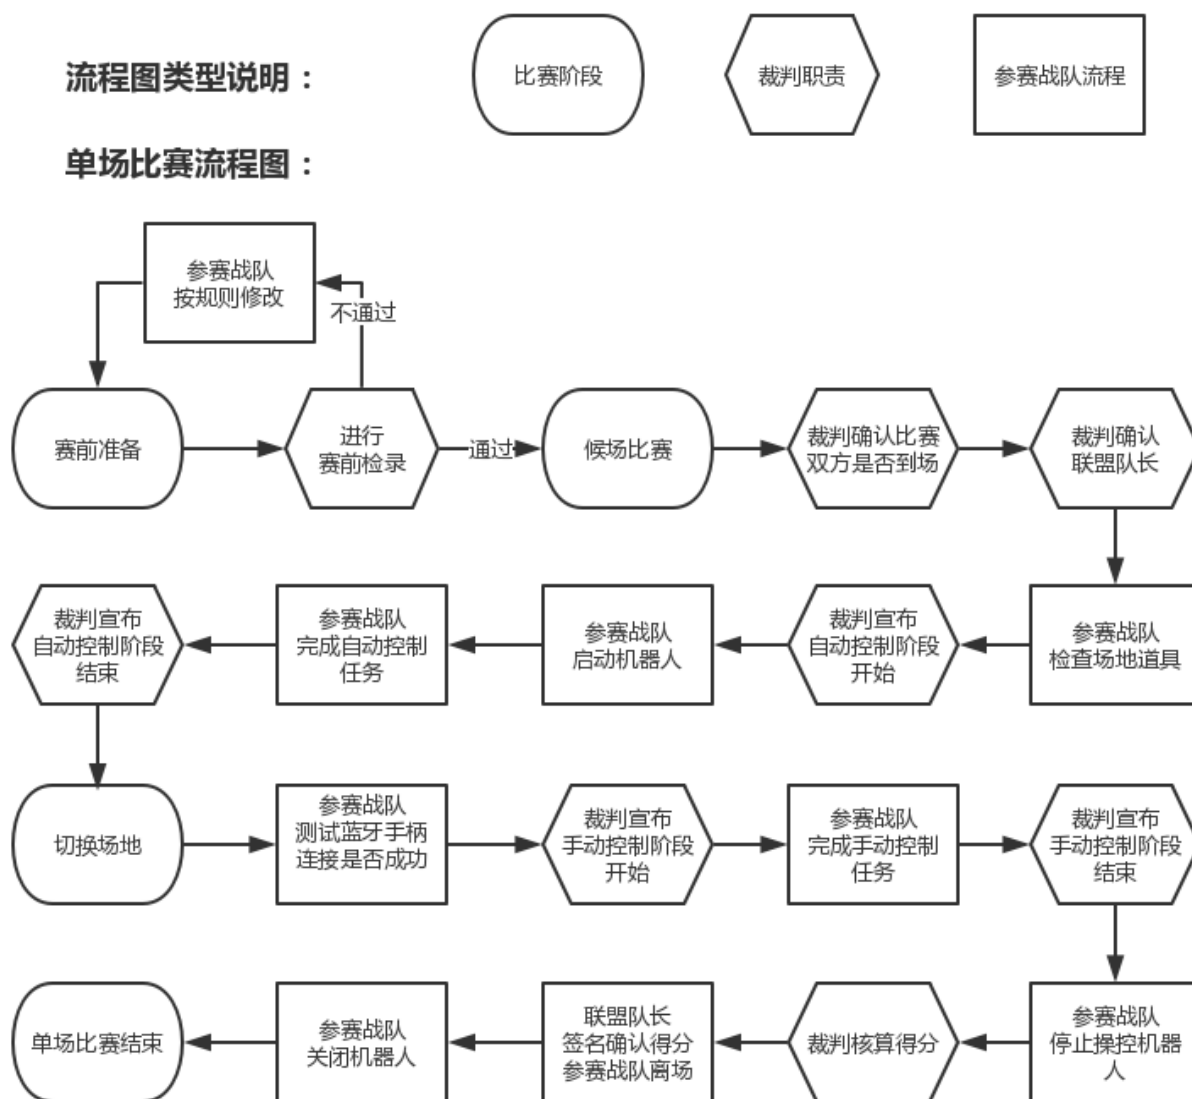 流程图类型说明：
比赛阶段
裁判职责
参赛战队流程
单场比赛流程图：
参赛战队
按规则修改
不通过
赛前准备
进行
赛前检录
通过
候场比赛
裁判确认比赛
双方是否到场
裁判确认
联盟队长
参赛战队
检查场地道具
裁判宣布
自动控制阶段
开始
参赛战队
启动机器人
参赛战队
完成自动控制
任务
裁判宣布
自动控制阶段
结束
切换场地
参赛战队
测试蓝牙手柄
连接是否成功
裁判宣布
手动控制阶段
开始
参赛战队
完成手动控制
任务
裁判宣布
手动控制阶段
结束
参赛战队
停止操控机器
人
裁判核算得分
联盟队长
签名确认得分
参赛战队离场
参赛战队
关闭机器人
单场比赛结束